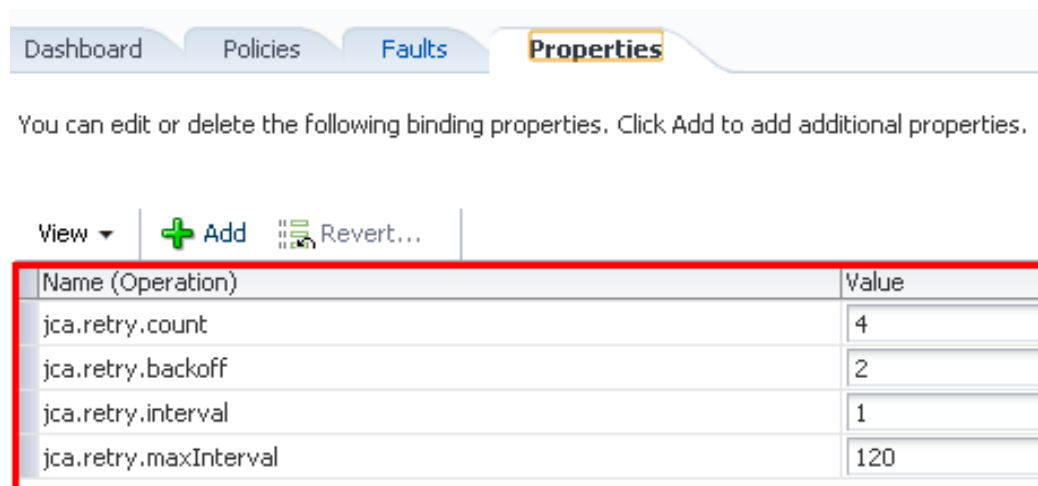 Dashboard Policies Faults Properties
You can edit or delete the following binding properties. Click Add to add additional properties.
View Add Revert...
Name (Operation) Value
jca.retry.count 4
jca.retry.backoff 2
jca.retry.interval 1
jca.retry.maxInterval 120